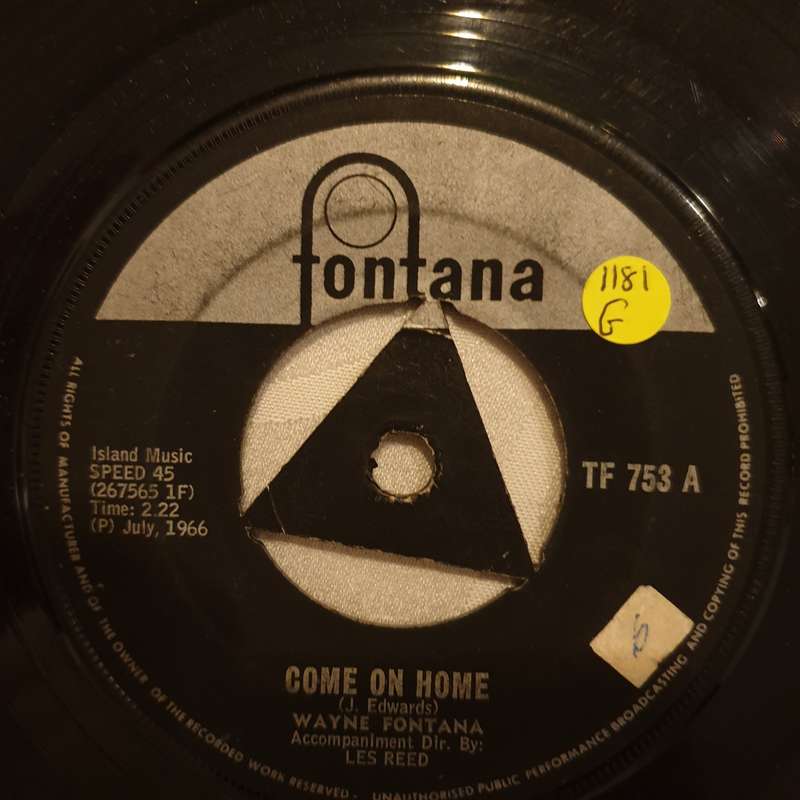 fontana
1181
G
Island Music
SPEED 45
(267565 1F)
Time: 2.22
(P) July, 1966
TF 753 A
COME ON HOME
(J. Edwards)
WAYNE FONTANA
Accompaniment Dir. By:
LES REED
ALL RIGHTS OF MANUFACTURER AND OF THE OWNER OF THE RECORDED WORK RESERVED - UNAUTHORISED PUBLIC PERFORMANCE BROADCASTING AND COPYING OF THIS RECORD PROHIBITED